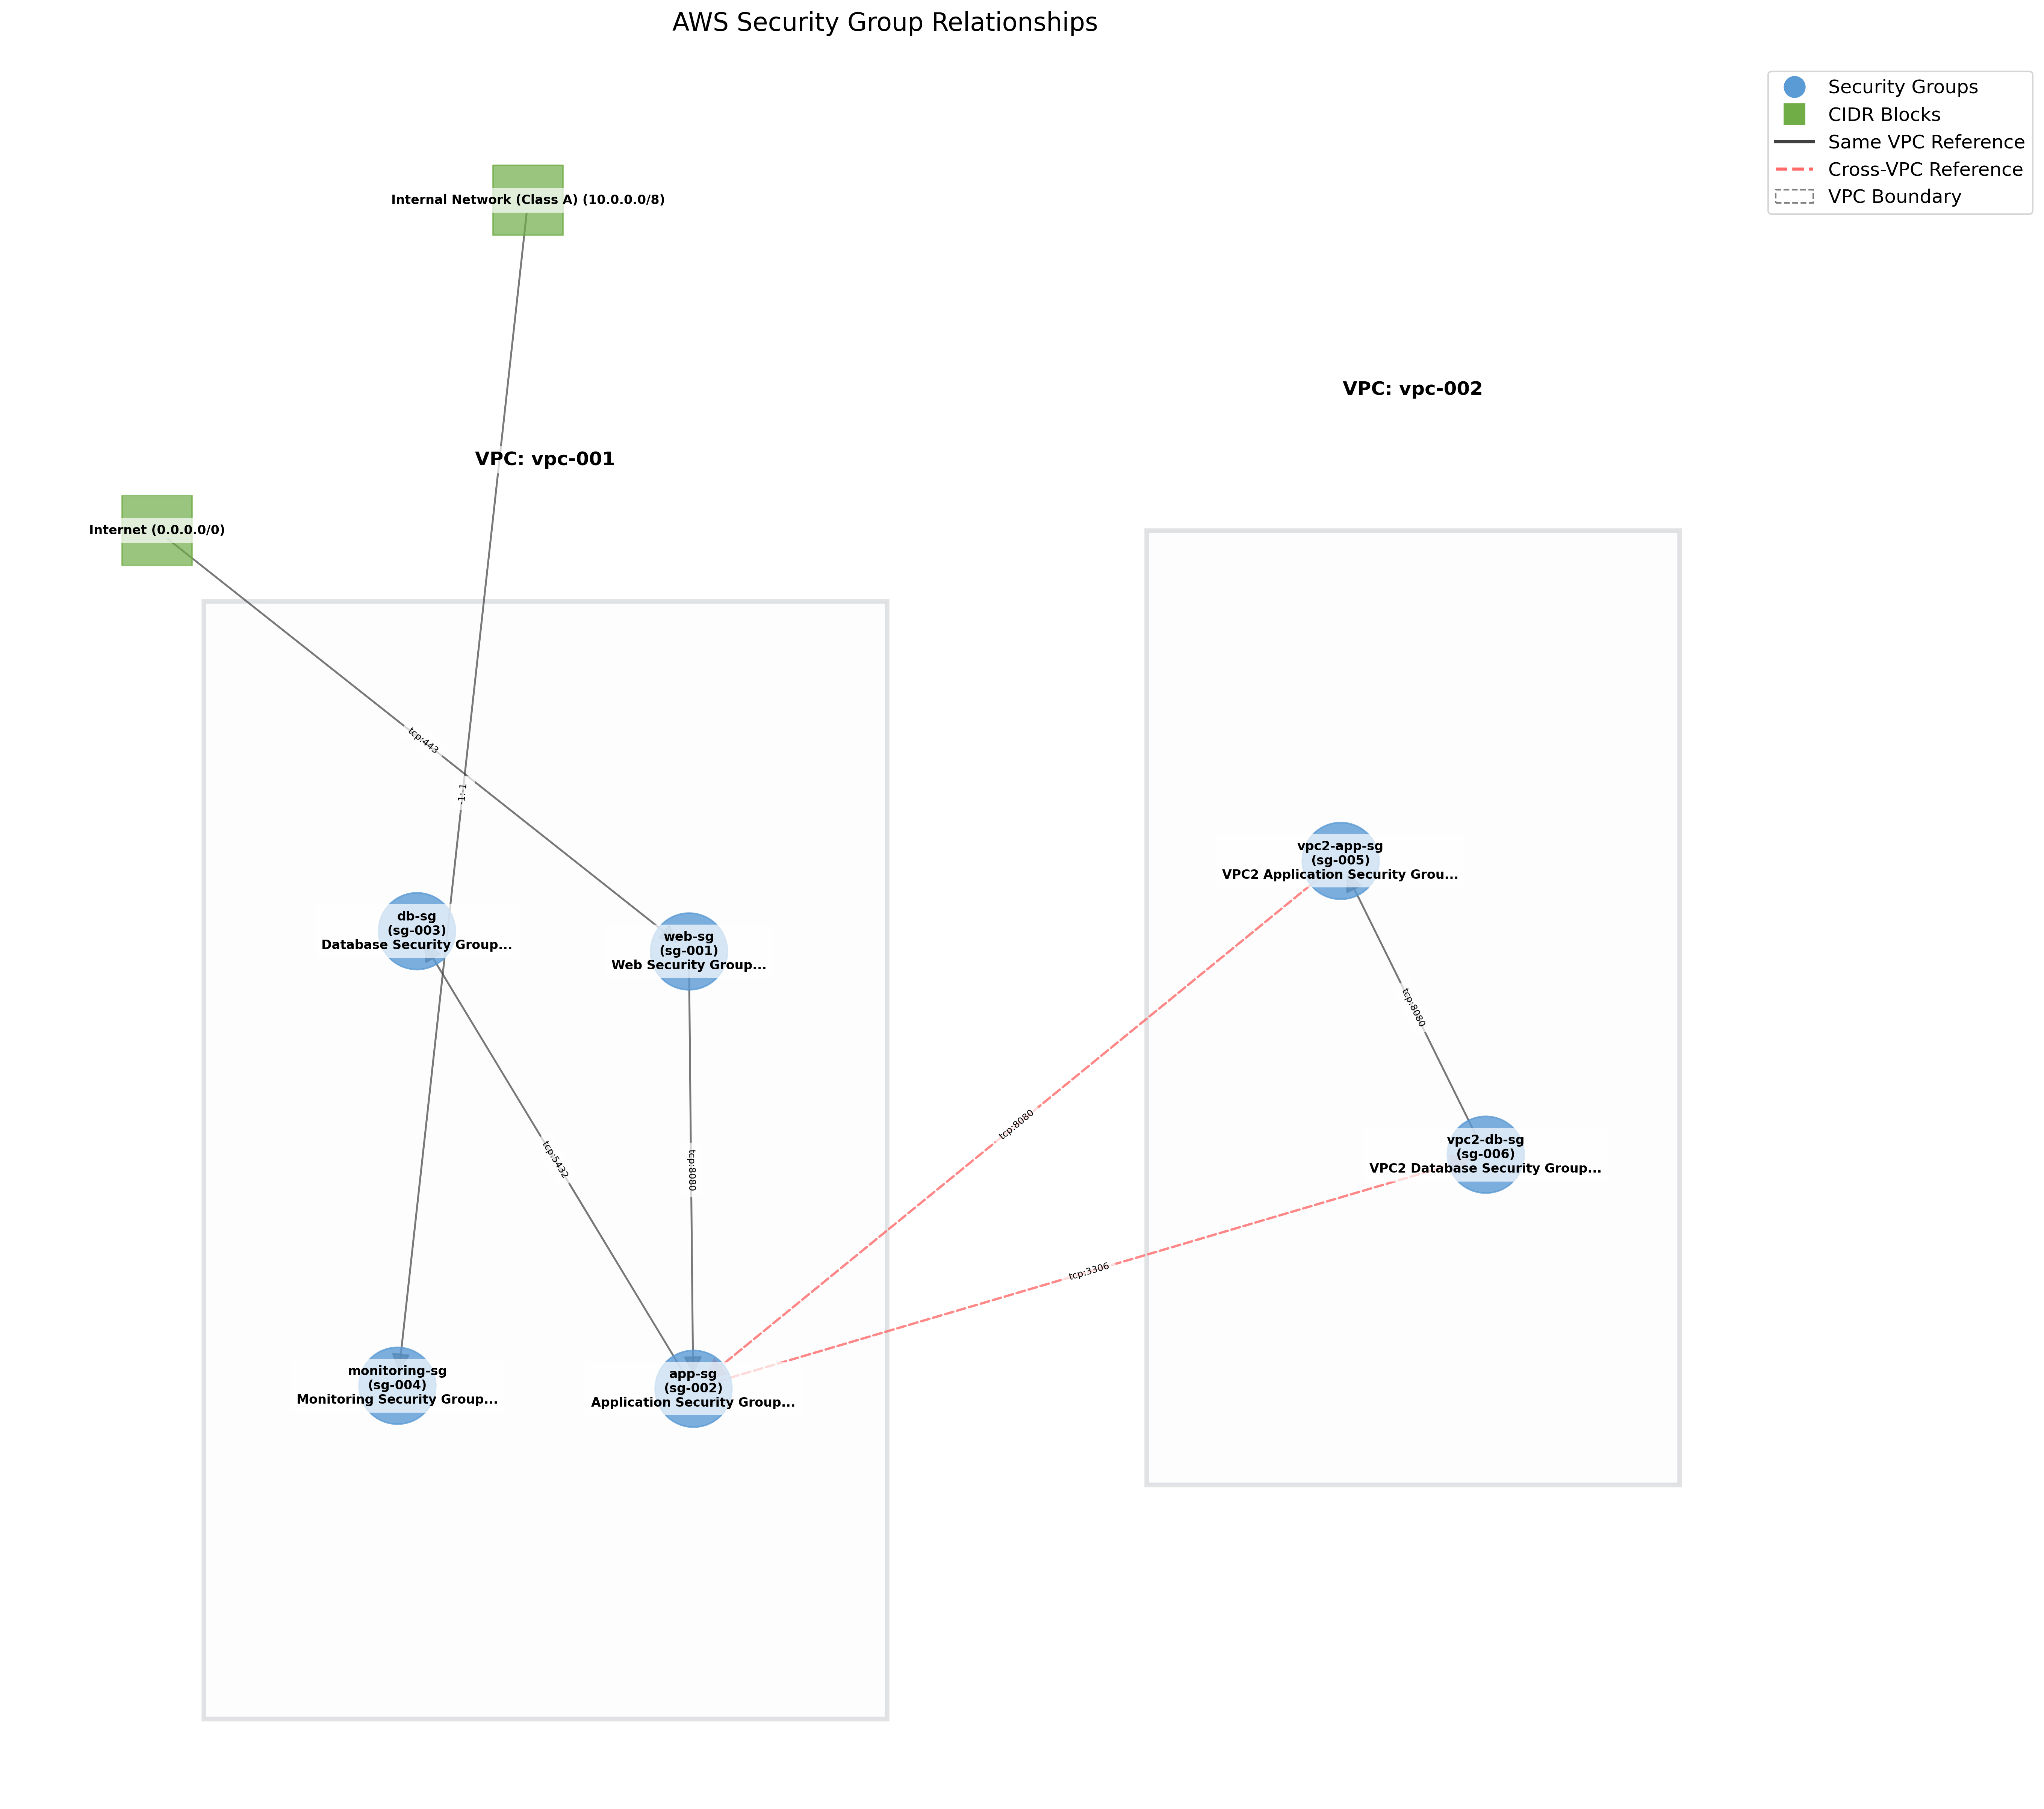 AWS Security Group Relationships
Security Groups
CIDR Blocks
Same VPC Reference
Cross-VPC Reference
VPC Boundary
Internal Network (Class A) (10.0.0.0/8)
VPC: vpc-002
VPC: vpc-001
Internet (0.0.0.0/0)
tcp:443
-1:-1
vpc2-app-sg
(sg-005)
VPC2 Application Security Grou...
db-sg
(sg-003)
Database Security Group...
web-sg
(sg-001)
Web Security Group...
tcp:8080
tcp:8080
tcp:5432
tcp:8080
vpc2-db-sg
(sg-006)
VPC2 Database Security Group...
tcp:3306
monitoring-sg
(sg-004)
Monitoring Security Group...
app-sg
(sg-002)
Application Security Group...